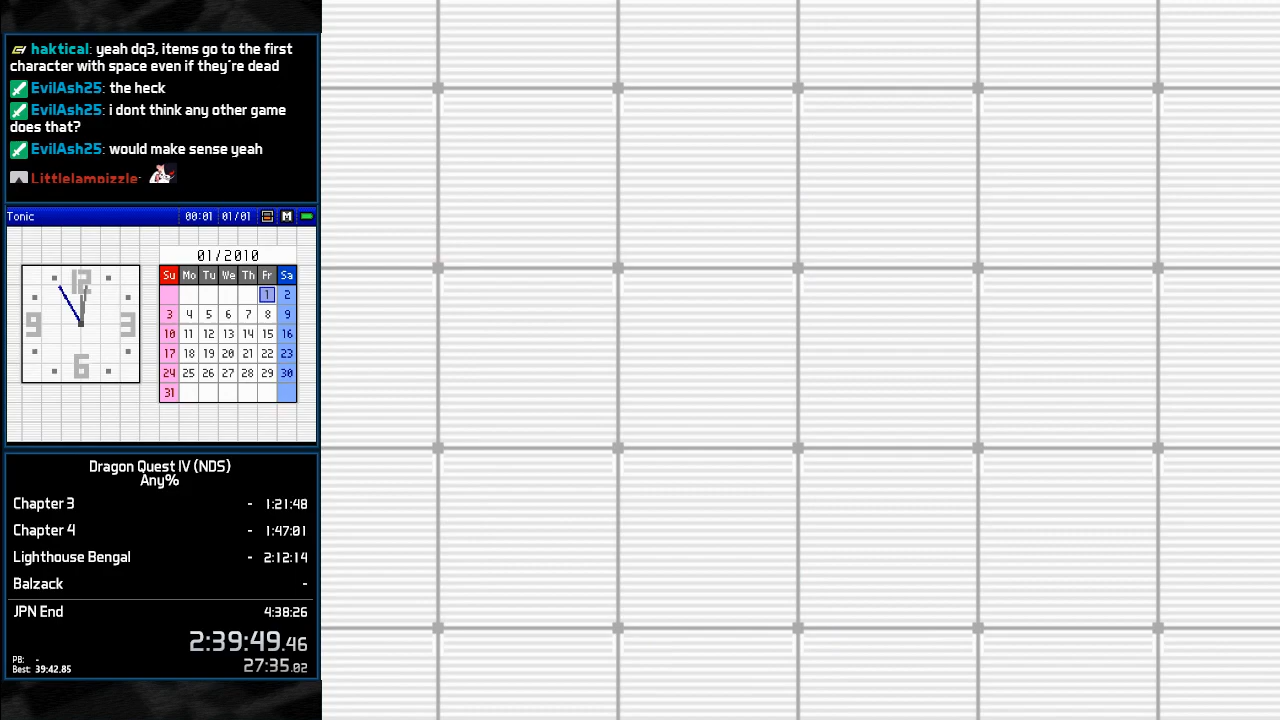 haktical: yeah dq3, items go to the first
character with space even if they're dead
EvilAsh25: the heck
EvilAsh25: i dont think any other game
does that?
EvilAsh25: would make sense yeah
Littlelampizzle:
Tonic 00:01 01/01 M
01/2010
Su Mo Tu We Th Fr Sa
1 2
3 4 5 6 7 8 9
10 11 12 13 14 15 16
17 18 19 20 21 22 23
24 25 26 27 28 29 30
31
12
9 3
6
Dragon Quest IV (NDS)
Any%
Chapter 3 - 1:21:48
Chapter 4 - 1:47:01
Lighthouse Bengal - 2:12:14
Balzack -
JPN End 4:38:26
2:39:49.46
PB: -
Best: 39:42.85
27:35.02